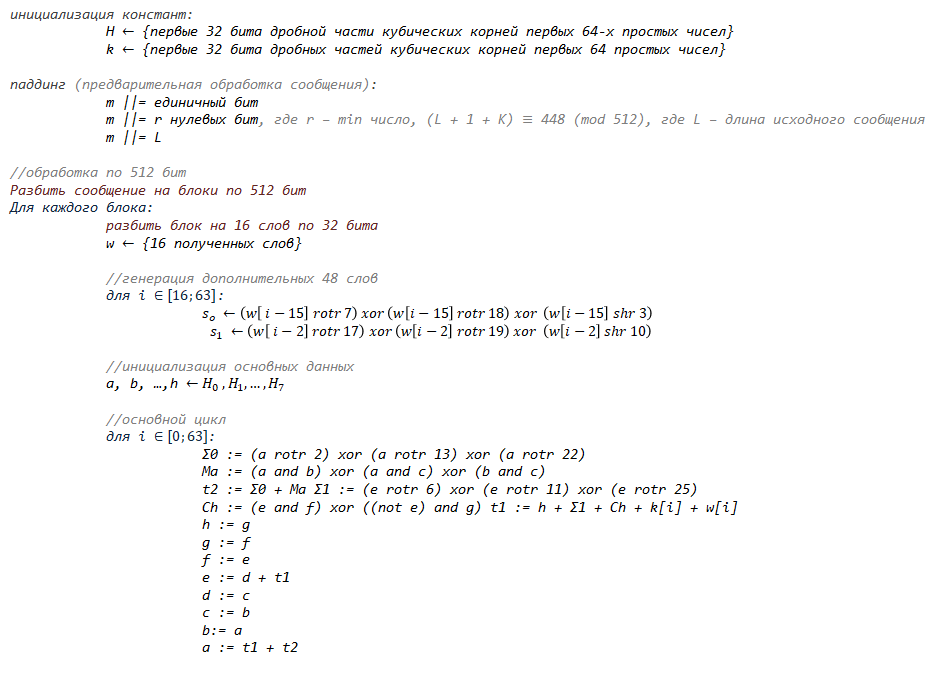 инициализация констант:
H ← {первые 32 бита дробной части кубических корней первых 64-х простых чисел}
k ← {первые 32 бита дробных частей кубических корней первых 64 простых чисел}
паддинг (предварительная обработка сообщения):
m ||= единичный бит
m ||= r нулевых бит, где r – min число, (L + 1 + K) ≡ 448 (mod 512), где L – длина исходного сообщения
m ||= L
//обработка по 512 бит
Разбить сообщение на блоки по 512 бит
Для каждого блока:
разбить блок на 16 слов по 32 бита
w ← {16 полученных слов}
//генерация дополнительных 48 слов
для i ∈ [16; 63]:
s₀ ← (w[ i − 15] rotr 7) xor (w[i − 15] rotr 18) xor (w[i − 15] shr 3)
s₁ ← (w[ i − 2] rotr 17) xor (w[i − 2] rotr 19) xor (w[i − 2] shr 10)
//инициализация основных данных
a, b, …,h ← H₀ , H₁, … , H₇
//основной цикл
для i ∈ [0; 63]:
Σ0 := (a rotr 2) xor (a rotr 13) xor (a rotr 22)
Ma := (a and b) xor (a and c) xor (b and c)
t2 := Σ0 + Ma Σ1 := (e rotr 6) xor (e rotr 11) xor (e rotr 25)
Ch := (e and f) xor ((not e) and g) t1 := h + Σ1 + Ch + k[i] + w[i]
h := g
g := f
f := e
e := d + t1
d := c
c := b
b:= a
a := t1 + t2